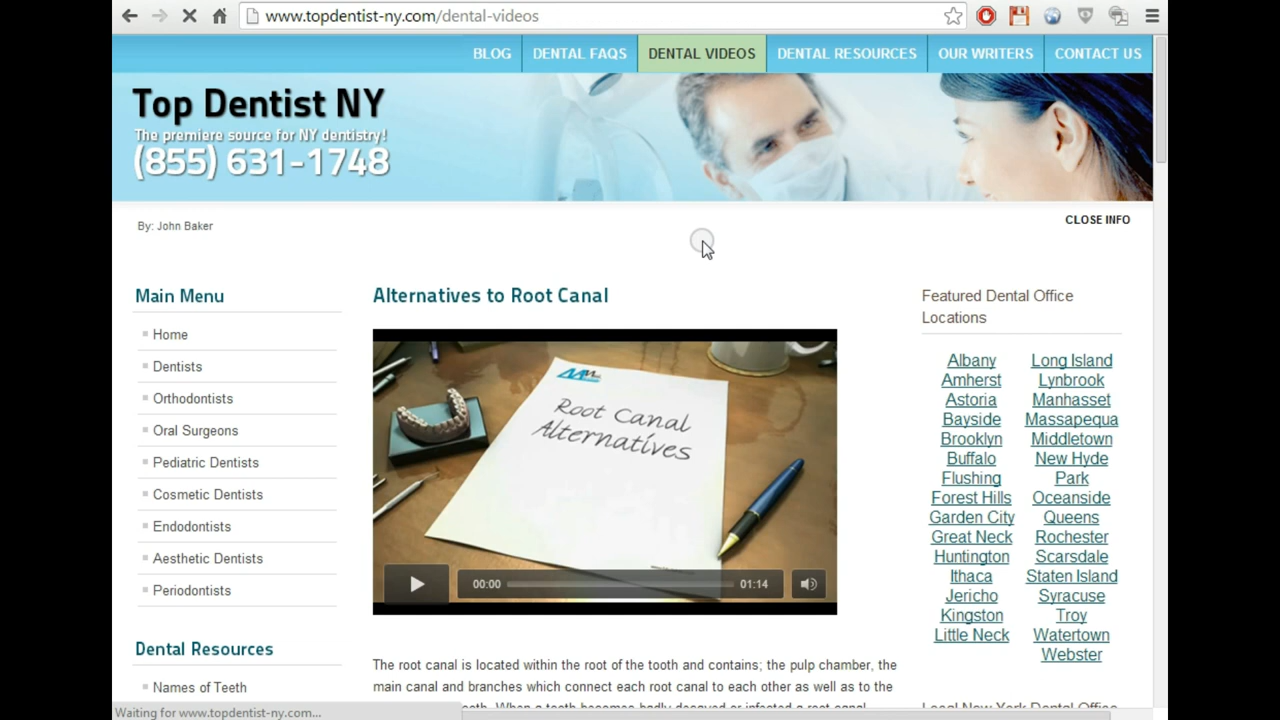 www.topdentist-ny.com/dental-videos
BLOG DENTAL FAQS DENTAL VIDEOS DENTAL RESOURCES OUR WRITERS CONTACT US
Top Dentist NY
The premiere source for NY dentistry!
(855) 631-1748
By: John Baker
CLOSE INFO
Main Menu
Home
Dentists
Orthodontists
Oral Surgeons
Pediatric Dentists
Cosmetic Dentists
Endodontists
Aesthetic Dentists
Periodontists
Dental Resources
Names of Teeth
Alternatives to Root Canal
Root Canal
Alternatives
00:00 01:14
The root canal is located within the root of the tooth and contains; the pulp chamber, the
main canal and branches which connect each root canal to each other as well as to the
Featured Dental Office
Locations
Albany Long Island
Amherst Lynbrook
Astoria Manhasset
Bayside Massapequa
Brooklyn Middletown
Buffalo New Hyde
Flushing Park
Forest Hills Oceanside
Garden City Queens
Great Neck Rochester
Huntington Scarsdale
Ithaca Staten Island
Jericho Syracuse
Kingston Troy
Little Neck Watertown
Webster
Waiting for www.topdentist-ny.com...